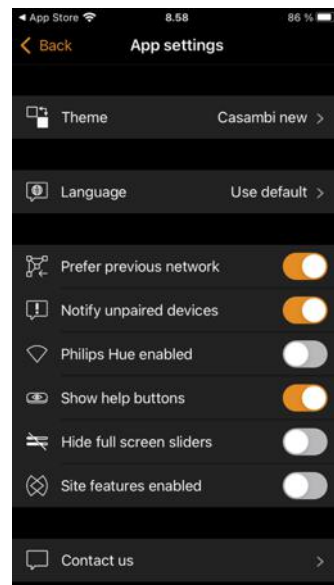 App Store 8.58 86 %
Back App settings
Theme Casambi new
Language Use default
Prefer previous network
Notify unpaired devices
Philips Hue enabled
Show help buttons
Hide full screen sliders
Site features enabled
Contact us